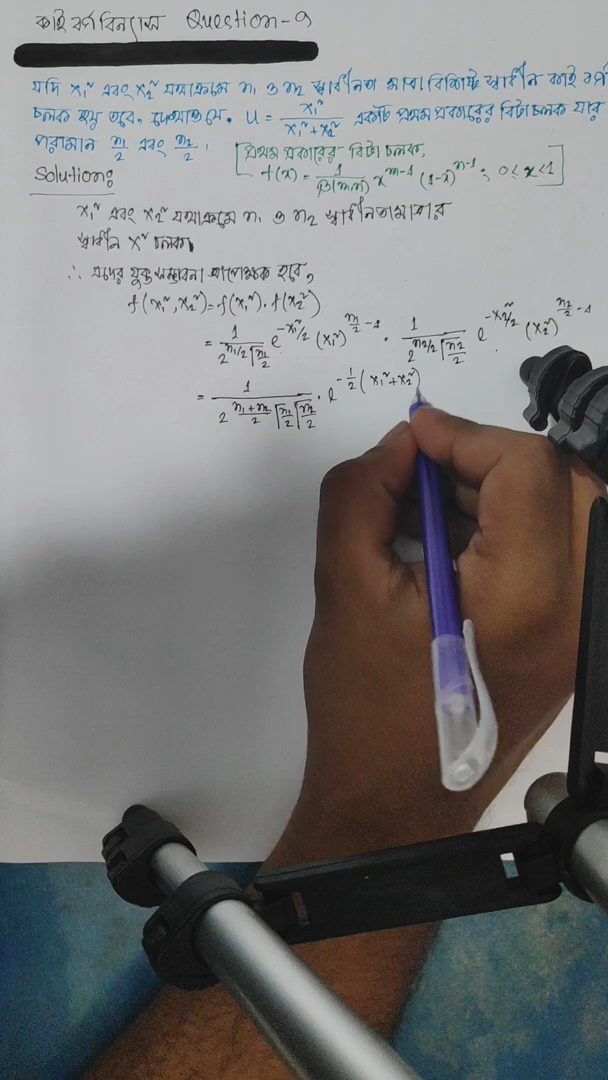 কাই বর্গ বিন্যাস Question-9
যদি x₁² এবং x₂² যথাক্রমে n₁ ও n₂ স্বাধীনতা মাত্রা বিশিষ্ট স্বাধীন কাই বর্গ
চলক হয় তবে, দেখাও যে, U = x₁²/(x₁²+x₂²) একটি প্রথম প্রকারের বিটা চলক যার
পরামান n₁/2 এবং n₂/2।
[প্রথম প্রকারের বিটা চলক,
f(x) = 1/β(m,n) x^(m-1) (1-x)^(n-1); 0<x<1]
Solution:
x₁² এবং x₂² যথাক্রমে n₁ ও n₂ স্বাধীনতামাত্রার
স্বাধীন x² চলক।
∴ এদের যুক্ত সম্ভাবনা অপেক্ষক হবে,
f(x₁², x₂²) = f(x₁²) · f(x₂²)
= 1/(2^(n₁/2) Γ(n₁/2)) e^(-x₁²/2) (x₁²)^(n₁/2 - 1) · 1/(2^(n₂/2) Γ(n₂/2)) e^(-x₂²/2) · (x₂²)^(n₂/2 - 1)
= 1/(2^((n₁+n₂)/2) Γ(n₁/2) Γ(n₂/2)) · e^(-1/2 (x₁²+x₂²)